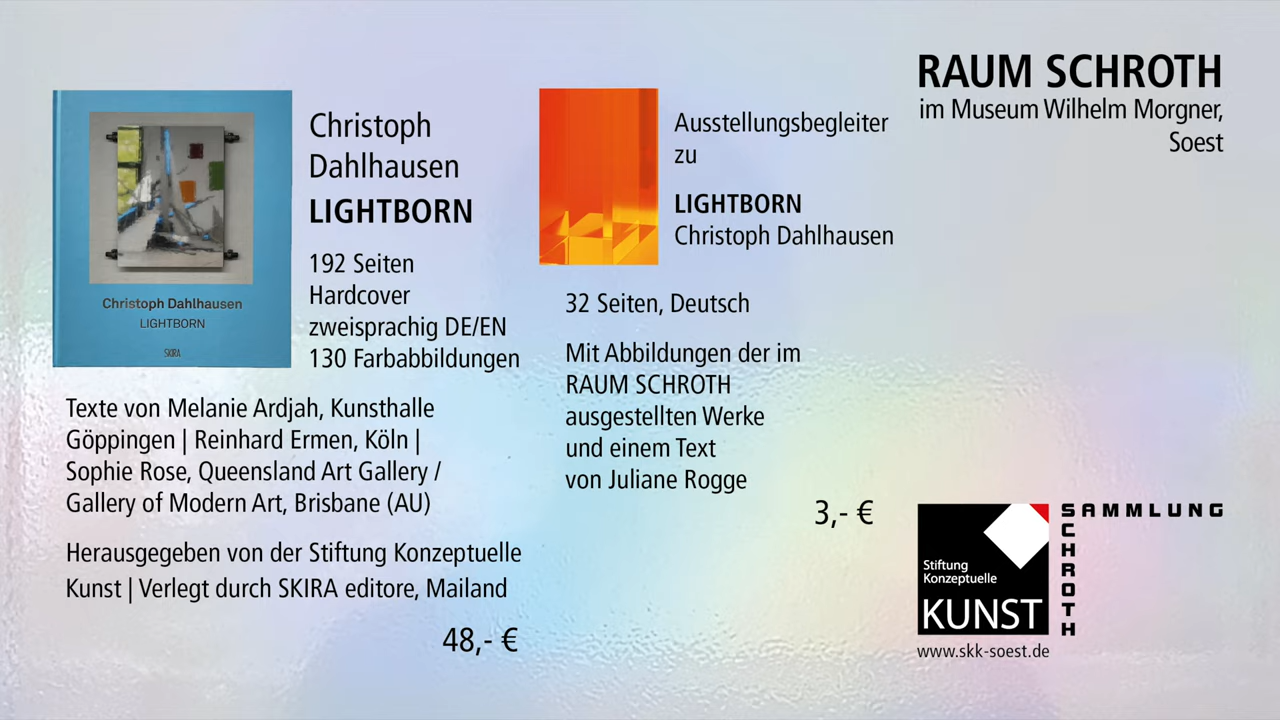 Christoph Dahlhausen
LIGHTBORN
SKIRA
Christoph
Dahlhausen
LIGHTBORN
192 Seiten
Hardcover
zweisprachig DE/EN
130 Farbabbildungen
Texte von Melanie Ardjah, Kunsthalle
Göppingen | Reinhard Ermen, Köln |
Sophie Rose, Queensland Art Gallery /
Gallery of Modern Art, Brisbane (AU)
Herausgegeben von der Stiftung Konzeptuelle
Kunst | Verlegt durch SKIRA editore, Mailand
48,- €
Ausstellungsbegleiter
zu
LIGHTBORN
Christoph Dahlhausen
32 Seiten, Deutsch
Mit Abbildungen der im
RAUM SCHROTH
ausgestellten Werke
und einem Text
von Juliane Rogge
3,- €
RAUM SCHROTH
im Museum Wilhelm Morgner,
Soest
Stiftung
Konzeptuelle
KUNST
SAMMLUNG
SCHROTH
www.skk-soest.de